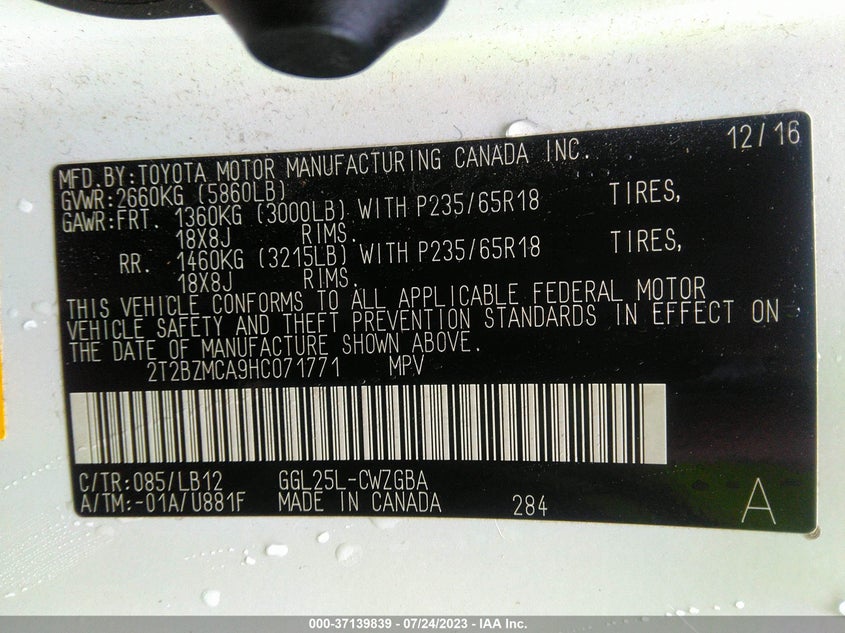 12/16
MFD.BY:TOYOTA MOTOR MANUFACTURING CANADA INC.
GVWR:2660KG (5860LB)
GAWR:FRT. 1360KG (3000LB) WITH P235/65R18 TIRES,
18X8J RIMS.
RR. 1460KG (3215LB) WITH P235/65R18 TIRES,
18X8J RIMS.
THIS VEHICLE CONFORMS TO ALL APPLICABLE FEDERAL MOTOR
VEHICLE SAFETY AND THEFT PREVENTION STANDARDS IN EFFECT ON
THE DATE OF MANUFACTURE SHOWN ABOVE.
2T2BZMCA9HC071771 MPV
C/TR:085/LB12 GGL25L-CWZGBA
A/TM:-01A/U881F MADE IN CANADA 284 A
000-37139839 - 07/24/2023 - IAA Inc.